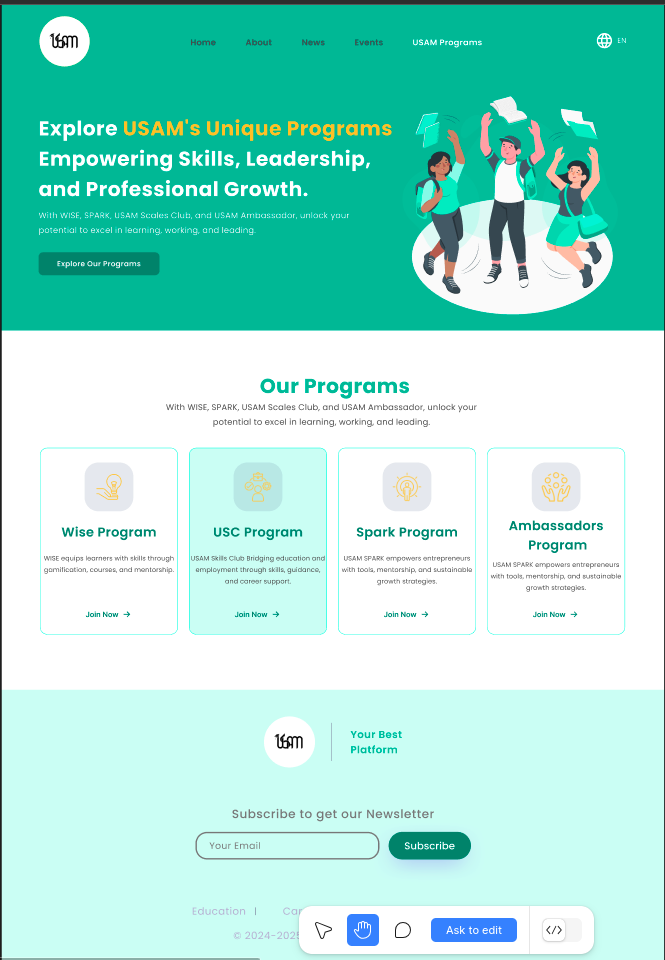 usam
Home About News Events USAM Programs EN
Explore USAM's Unique Programs
Empowering Skills, Leadership,
and Professional Growth.
With WISE, SPARK, USAM Scales Club, and USAM Ambassador, unlock your
potential to excel in learning, working, and leading.
Explore Our Programs
Our Programs
With WISE, SPARK, USAM Scales Club, and USAM Ambassador, unlock your
potential to excel in learning, working, and leading.
Wise Program
WISE equips learners with skills through
gamification, courses, and mentorship.
Join Now →
USC Program
USAM Skills Club Bridging education and
employment through skills, guidance,
and career support.
Join Now →
Spark Program
USAM SPARK empowers entrepreneurs
with tools, mentorship, and sustainable
growth strategies.
Join Now →
Ambassadors
Program
USAM SPARK empowers entrepreneurs
with tools, mentorship, and sustainable
growth strategies.
Join Now →
usam
Your Best
Platform
Subscribe to get our Newsletter
Your Email
Subscribe
Education |
© 2024-2025
Ask to edit